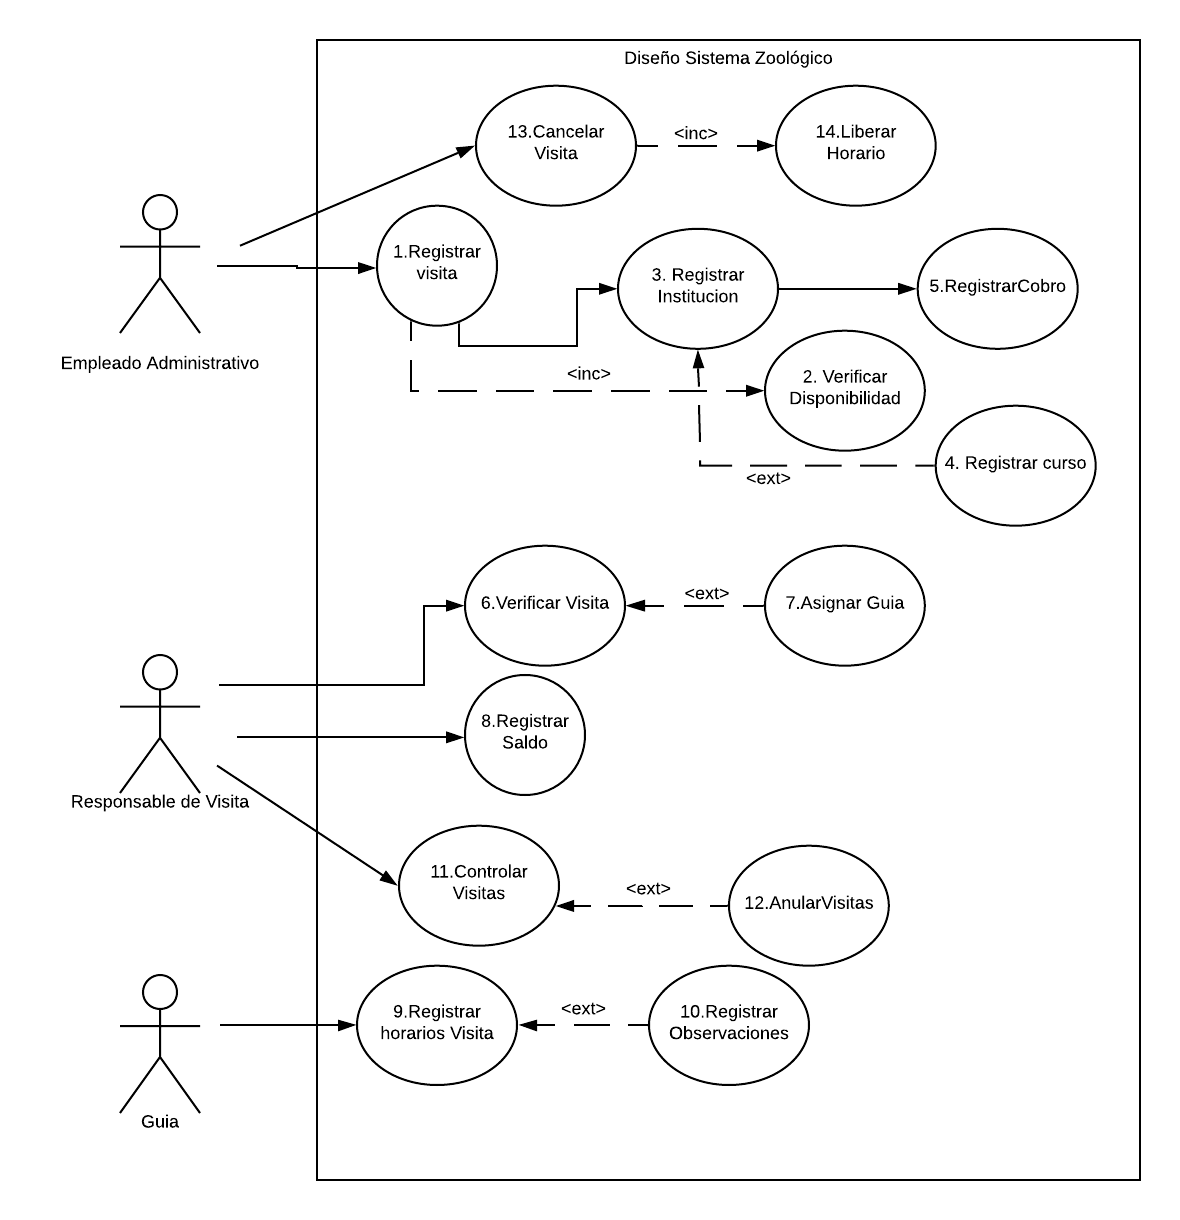 Diseño Sistema Zoológico
13.Cancelar
Visita
<inc>
14.Liberar
Horario
1.Registrar
visita
3. Registrar
Institucion
5.RegistrarCobro
Empleado Administrativo
<inc>
2. Verificar
Disponibilidad
4. Registrar curso
<ext>
6.Verificar Visita
<ext>
7.Asignar Guia
8.Registrar
Saldo
Responsable de Visita
11.Controlar
Visitas
<ext>
12.AnularVisitas
9.Registrar
horarios Visita
<ext>
10.Registrar
Observaciones
Guia